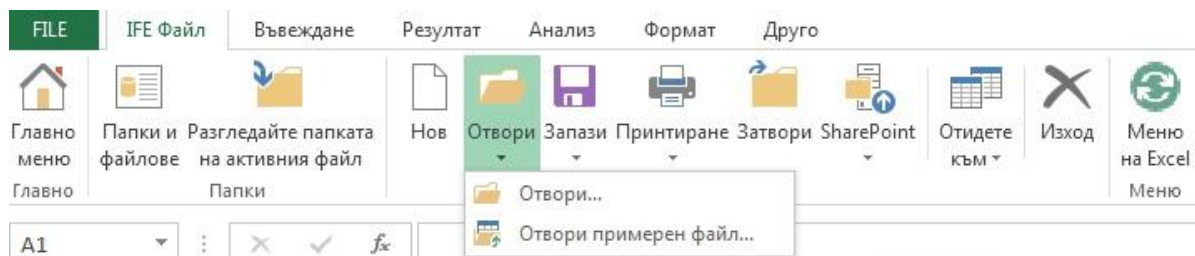 FILE IFE Файл Въвеждане Резултат Анализ Формат Друго
Главно Папки и Разгледайте папката Нов Отвори Запази Принтиране Затвори SharePoint Отидете Изход Меню
меню файлове на активния файл към на Excel
Главно Папки Меню
Отвори...
Отвори примерен файл...
A1 fx